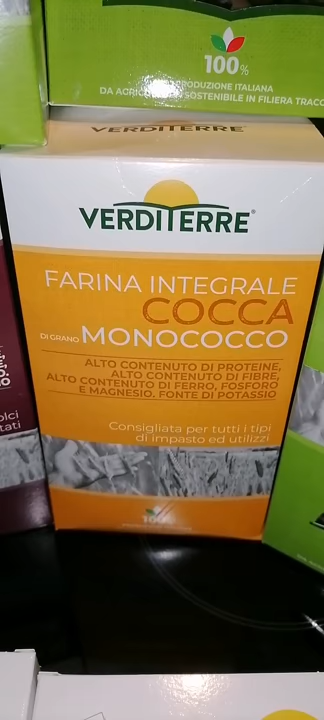 100%
PRODUZIONE ITALIANA
SOSTENIBILE IN FILIERA
VERDITERRE
VERDITERRE®
FARINA INTEGRALE
COCCA
DI GRANO MONOCOCCO
ALTO CONTENUTO DI PROTEINE,
ALTO CONTENUTO DI FIBRE,
ALTO CONTENUTO DI FERRO, FOSFORO
E MAGNESIO. FONTE DI POTASSIO
Consigliata per tutti i tipi
di impasto ed utilizzi
100%